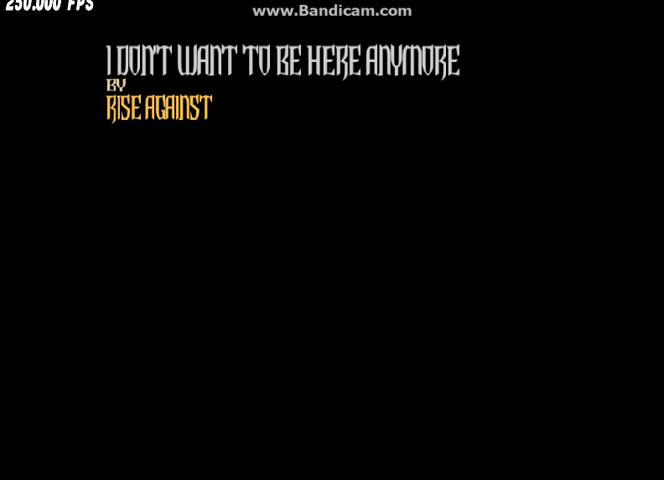 250.000 FPS
www.Bandicam.com
I DON'T WANT TO BE HERE ANYMORE
BY
RISE AGAINST